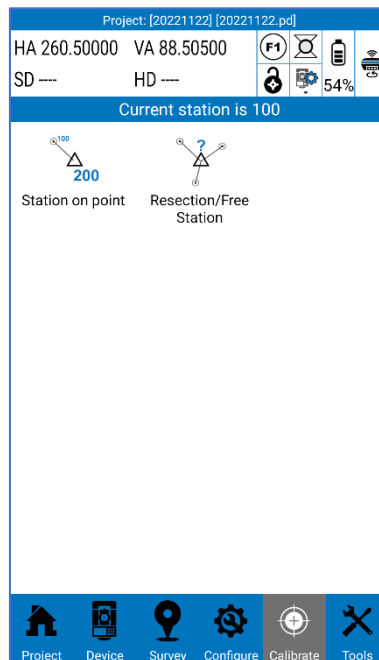 Project: [20221122] [20221122.pd]
HA 260.50000 VA 88.50500
F1
SD ---- HD ----
54%
Current station is 100
100
?
200
Station on point
Resection/Free
Station
Project Device Survey Configure Calibrate Tools